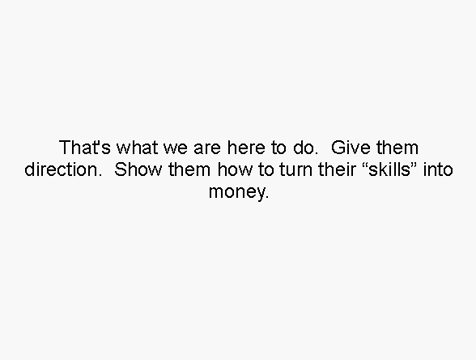 That's what we are here to do.  Give them
direction.  Show them how to turn their “skills” into
money.